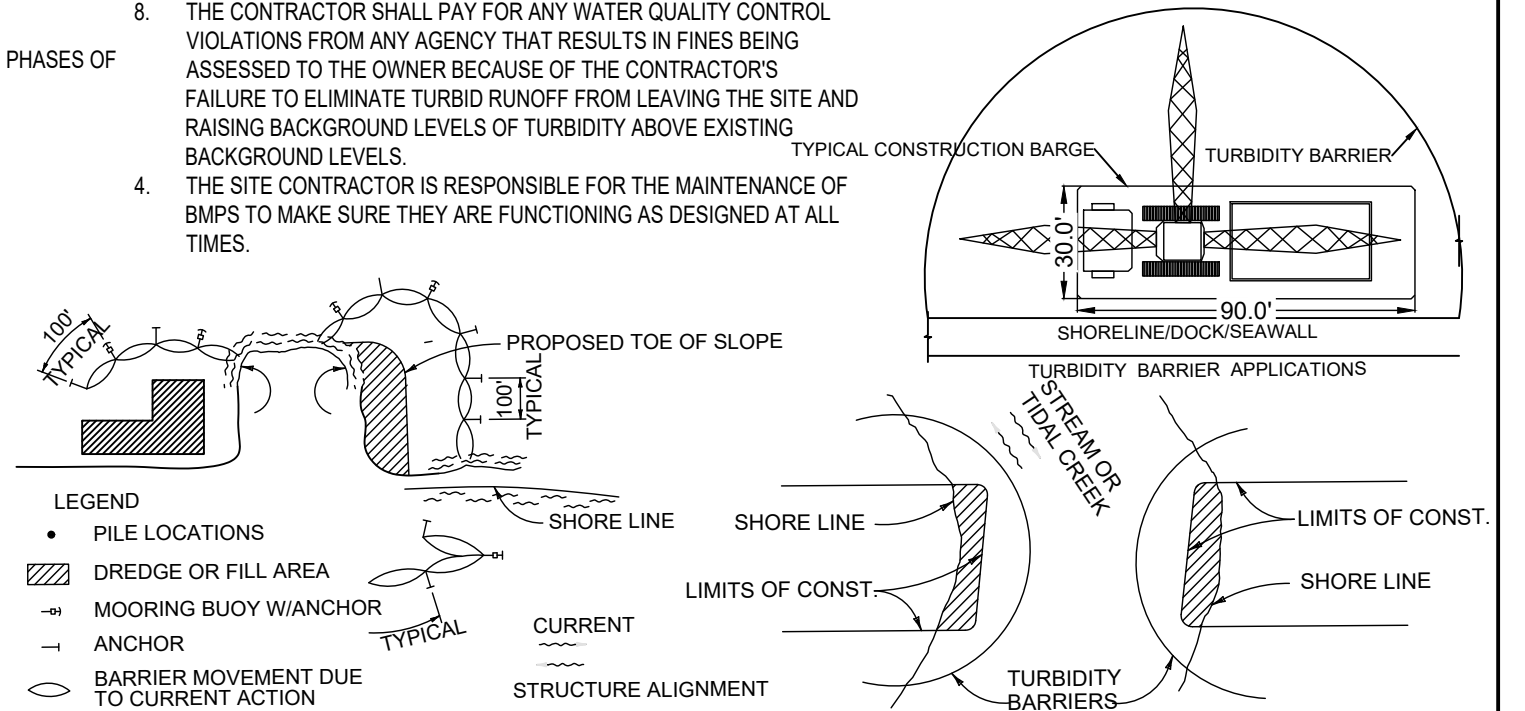 PHASES OF
8. THE CONTRACTOR SHALL PAY FOR ANY WATER QUALITY CONTROL
VIOLATIONS FROM ANY AGENCY THAT RESULTS IN FINES BEING
ASSESSED TO THE OWNER BECAUSE OF THE CONTRACTOR'S
FAILURE TO ELIMINATE TURBID RUNOFF FROM LEAVING THE SITE AND
RAISING BACKGROUND LEVELS OF TURBIDITY ABOVE EXISTING
BACKGROUND LEVELS.
4. THE SITE CONTRACTOR IS RESPONSIBLE FOR THE MAINTENANCE OF
BMPS TO MAKE SURE THEY ARE FUNCTIONING AS DESIGNED AT ALL
TIMES.
TYPICAL CONSTRUCTION BARGE
TURBIDITY BARRIER
30.0'
90.0'
SHORELINE/DOCK/SEAWALL
TURBIDITY BARRIER APPLICATIONS
100'
TYPICAL
PROPOSED TOE OF SLOPE
100'
TYPICAL
SHORE LINE
LEGEND
PILE LOCATIONS
DREDGE OR FILL AREA
MOORING BUOY W/ANCHOR
ANCHOR
BARRIER MOVEMENT DUE
TO CURRENT ACTION
TYPICAL
CURRENT
STRUCTURE ALIGNMENT
STREAM OR
TIDAL CREEK
SHORE LINE
LIMITS OF CONST.
LIMITS OF CONST.
SHORE LINE
TURBIDITY
BARRIERS